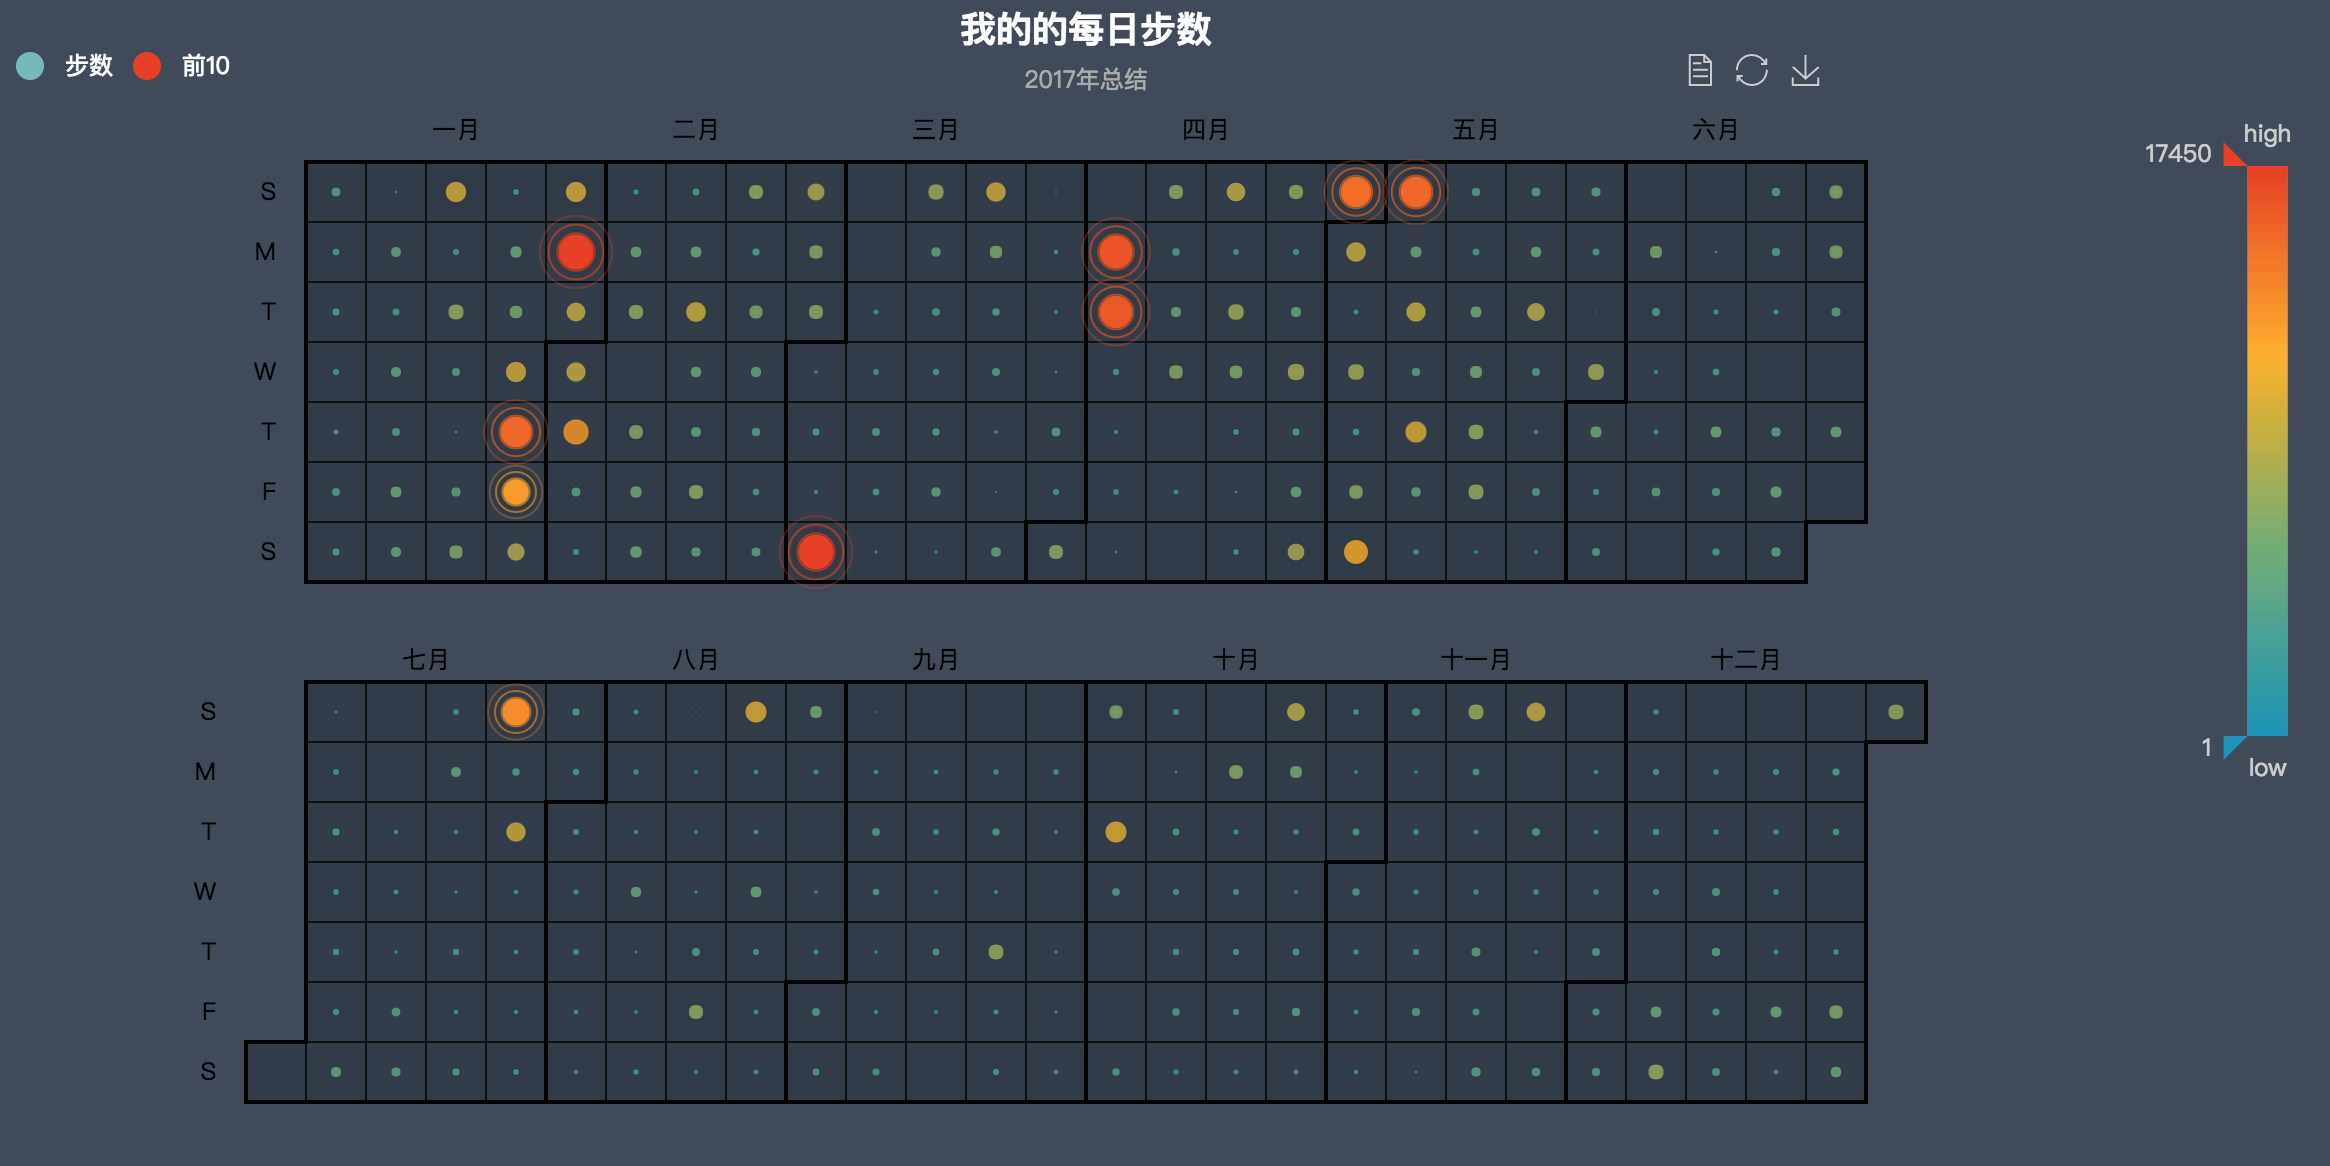 我的的每日步数
步数 前10
2017年总结
一月 二月 三月 四月 五月 六月
high
17450
S
M
T
W
T
F
S
七月 八月 九月 十月 十一月 十二月
S
M
T
W
T
F
S
1
low